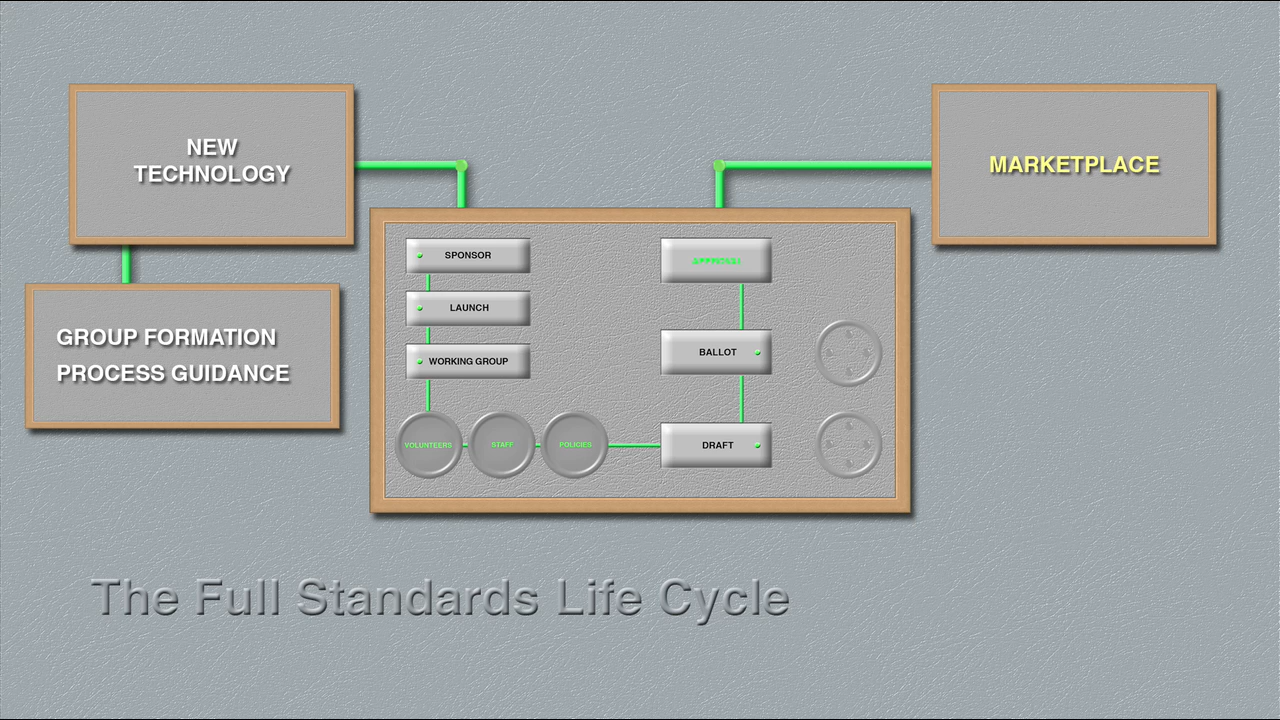 NEW
TECHNOLOGY
MARKETPLACE
GROUP FORMATION
PROCESS GUIDANCE
SPONSOR
LAUNCH
WORKING GROUP
VOLUNTEERS
STAFF
POLICIES
BALLOT
DRAFT
The Full Standards Life Cycle